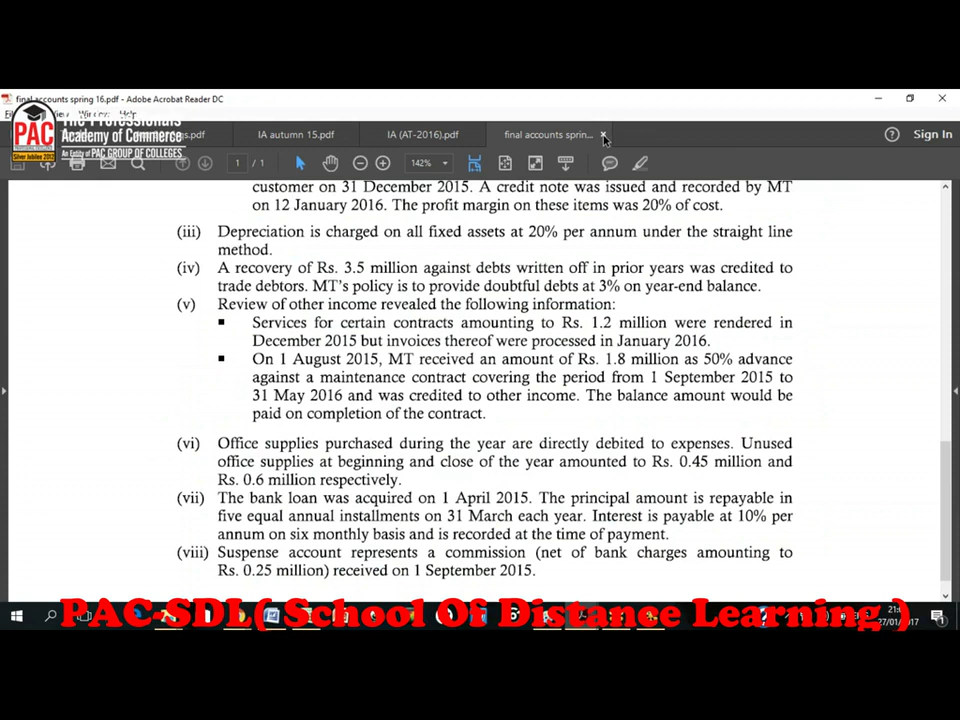 final accounts spring 16.pdf - Adobe Acrobat Reader DC
Window Help
PAC
Silver Jubilee 2013
The Professionals
Academy of Commerce
An Entity of PAC GROUP OF COLLEGES
IA autumn 15.pdf
IA (AT-2016).pdf
final accounts sprin...
Sign In
1 / 1
142%
customer on 31 December 2015. A credit note was issued and recorded by MT
on 12 January 2016. The profit margin on these items was 20% of cost.
(iii) Depreciation is charged on all fixed assets at 20% per annum under the straight line
method.
(iv) A recovery of Rs. 3.5 million against debts written off in prior years was credited to
trade debtors. MT's policy is to provide doubtful debts at 3% on year-end balance.
(v) Review of other income revealed the following information:
▪ Services for certain contracts amounting to Rs. 1.2 million were rendered in
December 2015 but invoices thereof were processed in January 2016.
▪ On 1 August 2015, MT received an amount of Rs. 1.8 million as 50% advance
against a maintenance contract covering the period from 1 September 2015 to
31 May 2016 and was credited to other income. The balance amount would be
paid on completion of the contract.
(vi) Office supplies purchased during the year are directly debited to expenses. Unused
office supplies at beginning and close of the year amounted to Rs. 0.45 million and
Rs. 0.6 million respectively.
(vii) The bank loan was acquired on 1 April 2015. The principal amount is repayable in
five equal annual installments on 31 March each year. Interest is payable at 10% per
annum on six monthly basis and is recorded at the time of payment.
(viii) Suspense account represents a commission (net of bank charges amounting to
Rs. 0.25 million) received on 1 September 2015.
PAC-SDL( School Of Distance Learning )
27/01/2017